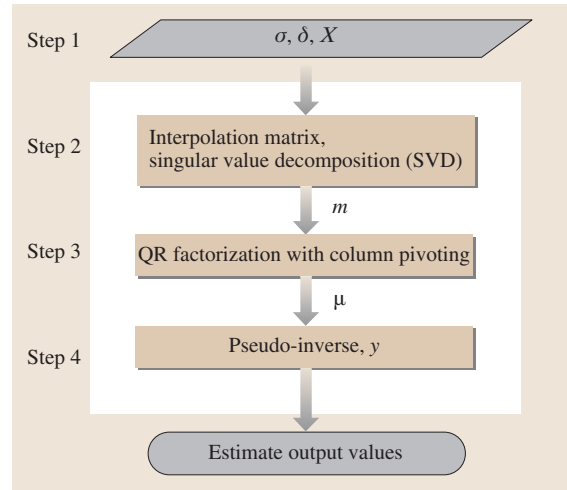 Step 1
σ, δ, X
Step 2
Interpolation matrix,
singular value decomposition (SVD)
m
Step 3
QR factorization with column pivoting
μ
Step 4
Pseudo-inverse, y
Estimate output values